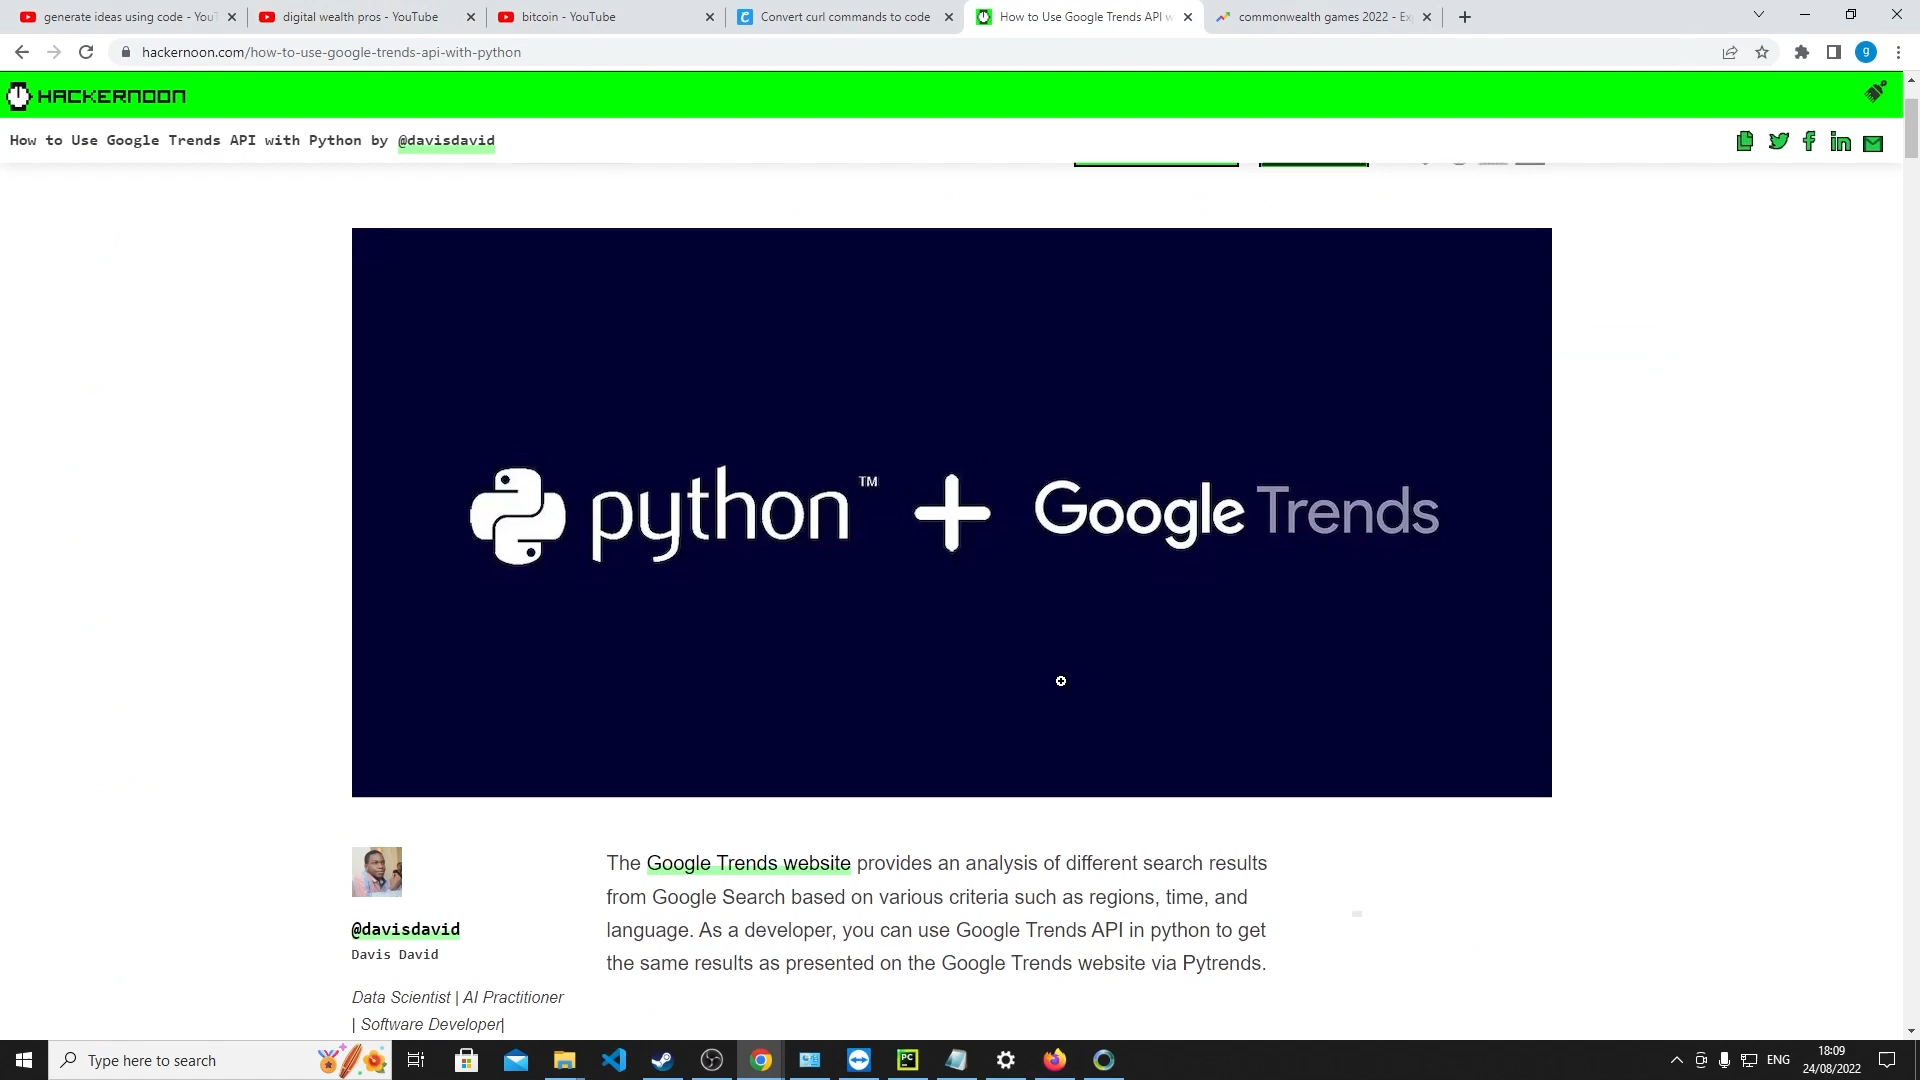 generate ideas using code - YouT
digital wealth pros - YouTube
bitcoin - YouTube
Convert curl commands to code
How to Use Google Trends API w
commonwealth games 2022 - Ex
hackernoon.com/how-to-use-google-trends-api-with-python
g
HACKERNOON
How to Use Google Trends API with Python by @davisdavid
python™ + Google Trends
The Google Trends website provides an analysis of different search results
from Google Search based on various criteria such as regions, time, and
language. As a developer, you can use Google Trends API in python to get
the same results as presented on the Google Trends website via Pytrends.
@davisdavid
Davis David
Data Scientist | AI Practitioner
| Software Developer|
Type here to search
PC
ENG
18:09
24/08/2022